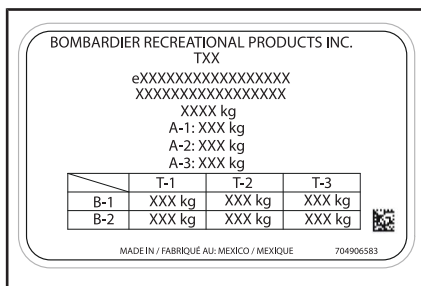 BOMBARDIER RECREATIONAL PRODUCTS INC.
TXX
eXXXXXXXXXXXXXXXXX
XXXXXXXXXXXXXXXXX
XXXX kg
A-1: XXX kg
A-2: XXX kg
A-3: XXX kg
T-1 T-2 T-3
B-1 XXX kg XXX kg XXX kg
B-2 XXX kg XXX kg XXX kg
MADE IN / FABRIQUÉ AU: MEXICO / MEXIQUE 704906583